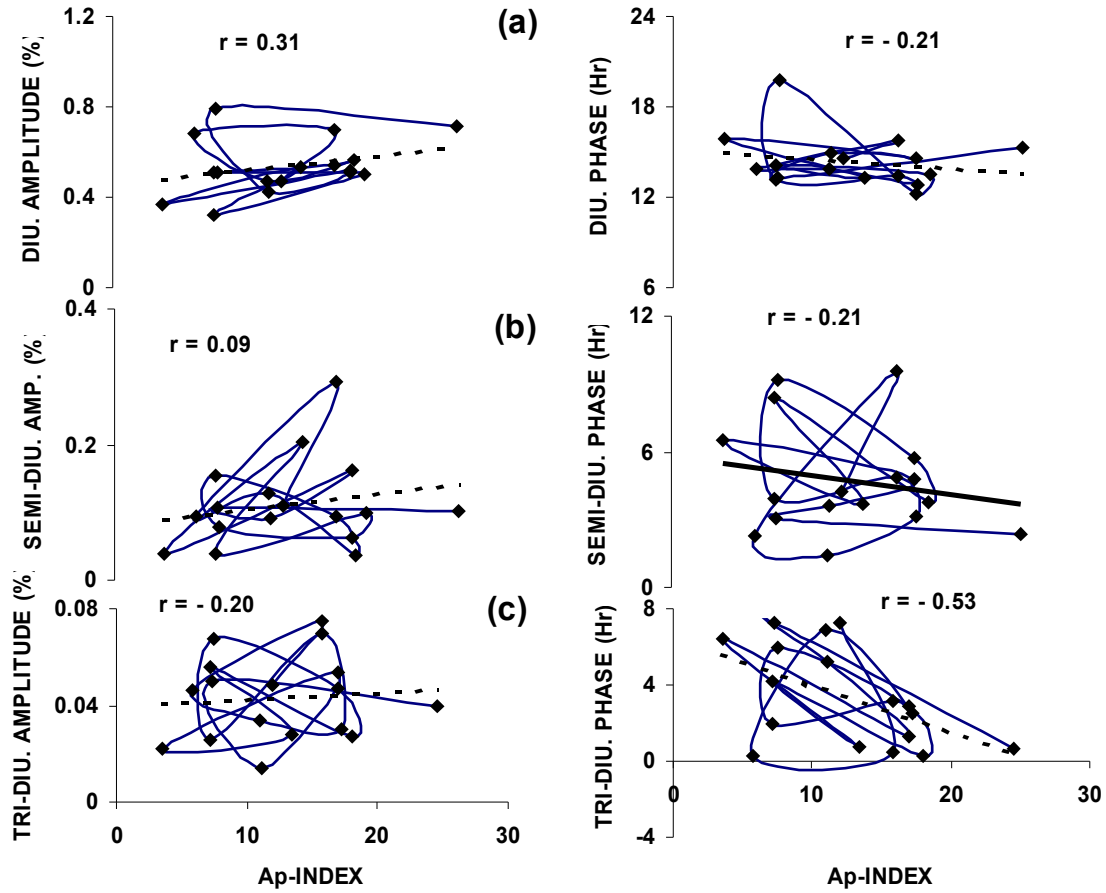 (a)
r = 0.31
1.2
0.8
0.4
0
DIU. AMPLITUDE (%)
r = - 0.21
24
18
12
6
DIU. PHASE (Hr)
(b)
r = 0.09
0.4
0.2
0
SEMI-DIU. AMP. (%)
r = - 0.21
12
6
0
SEMI-DIU. PHASE (Hr)
(c)
r = - 0.20
0.08
0.04
0
TRI-DIU. AMPLITUDE (%)
0 10 20 30
Ap-INDEX
r = - 0.53
8
4
0
-4
TRI-DIU. PHASE (Hr)
0 10 20 30
Ap-INDEX